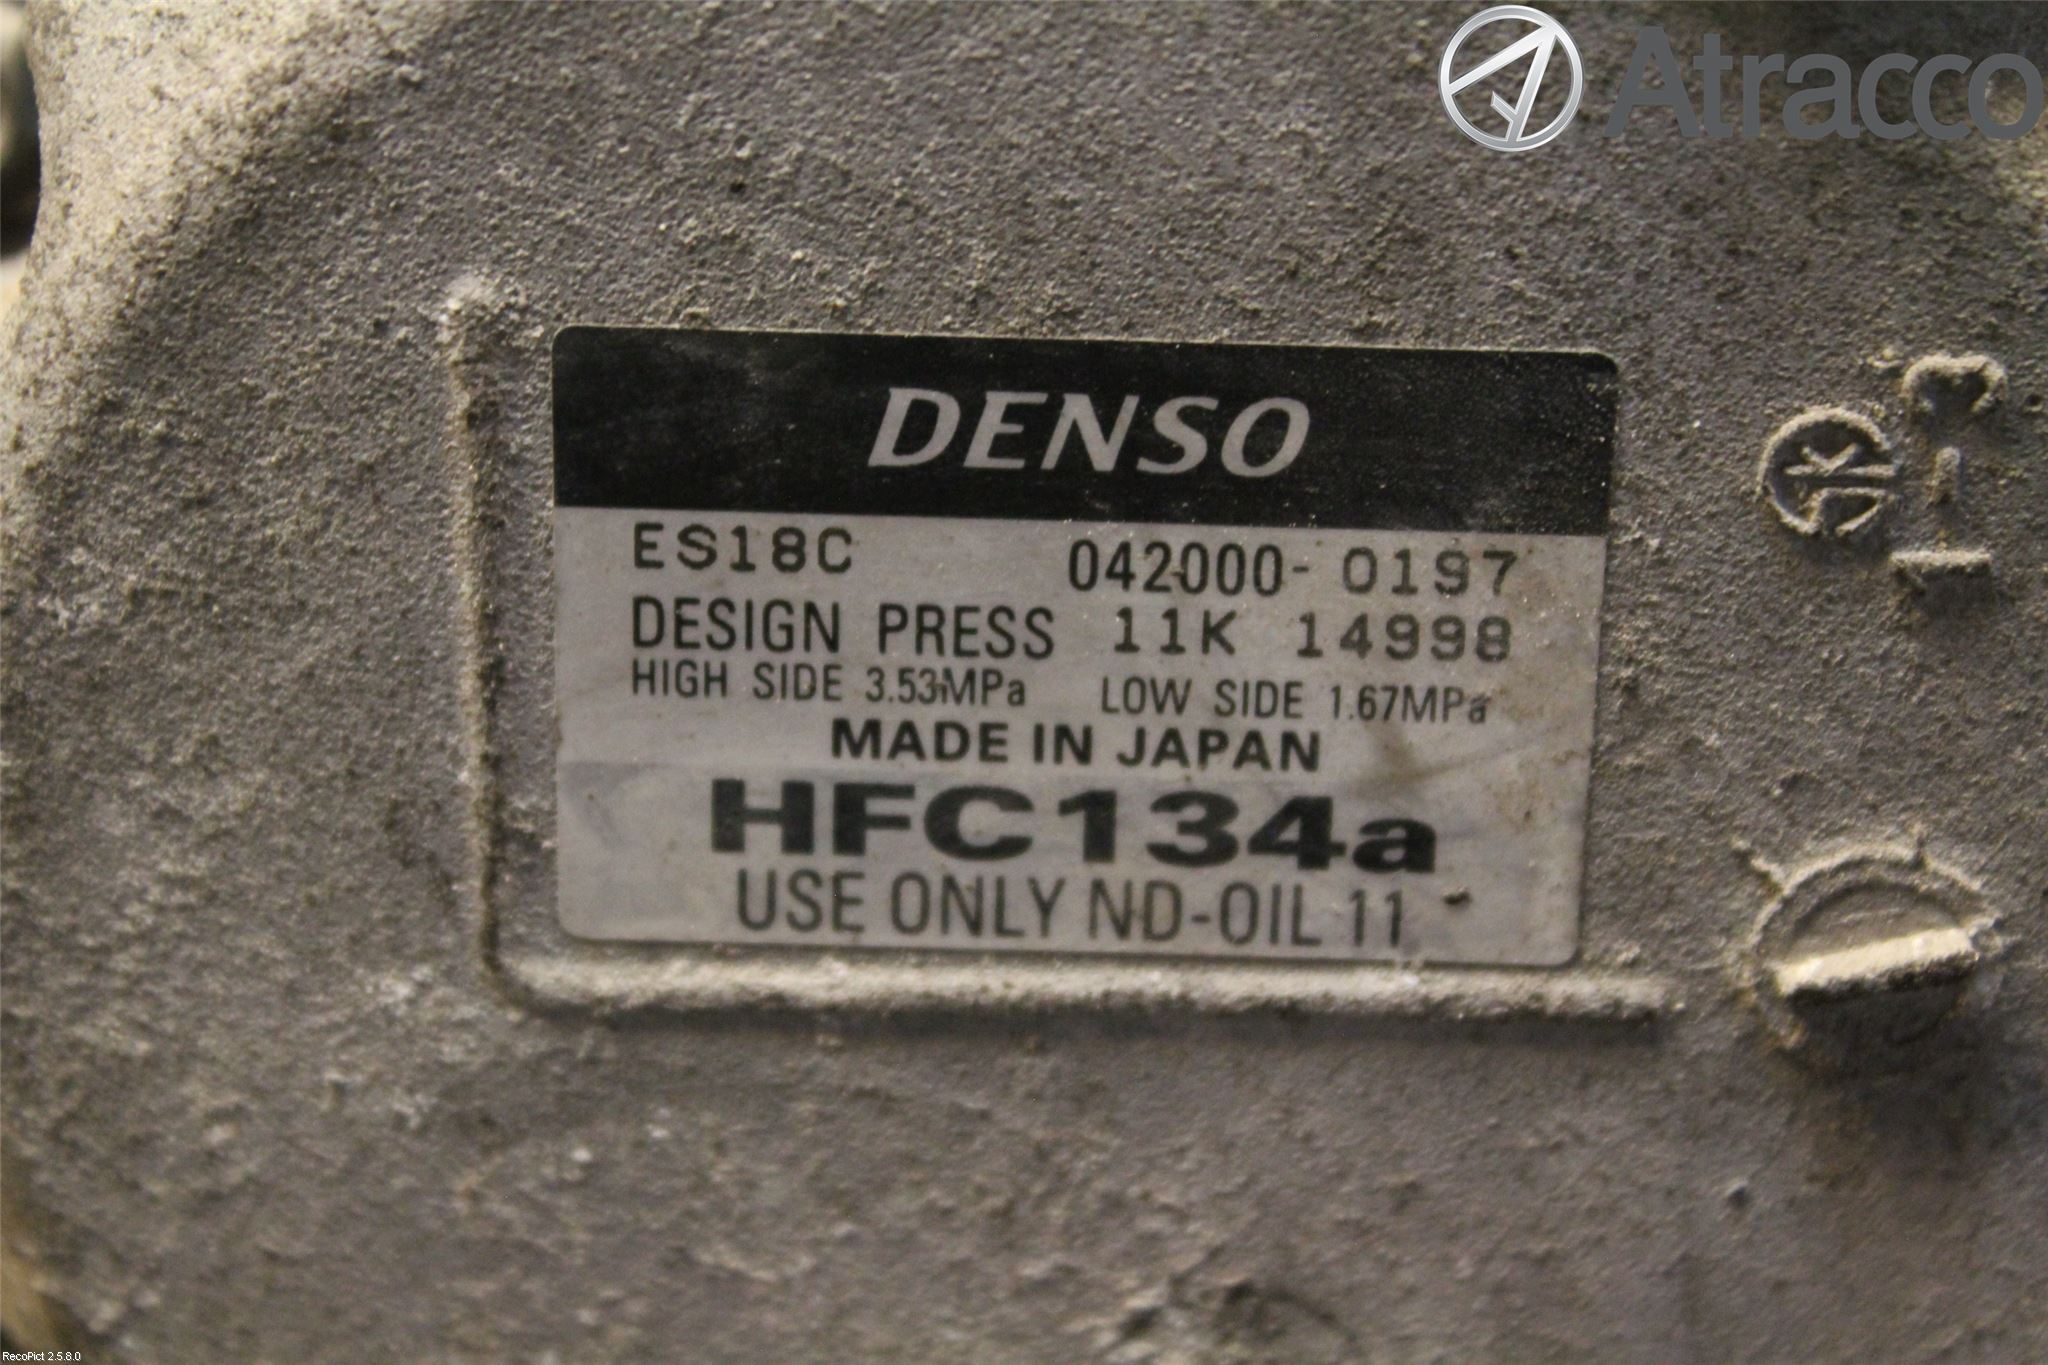 Atracco
DENSO
ES18C 042000-0197
DESIGN PRESS 11K 14998
HIGH SIDE 3.53MPa LOW SIDE 1.67MPa
MADE IN JAPAN
HFC134a
USE ONLY ND-OIL 11
RecoPict 2.5.8.0